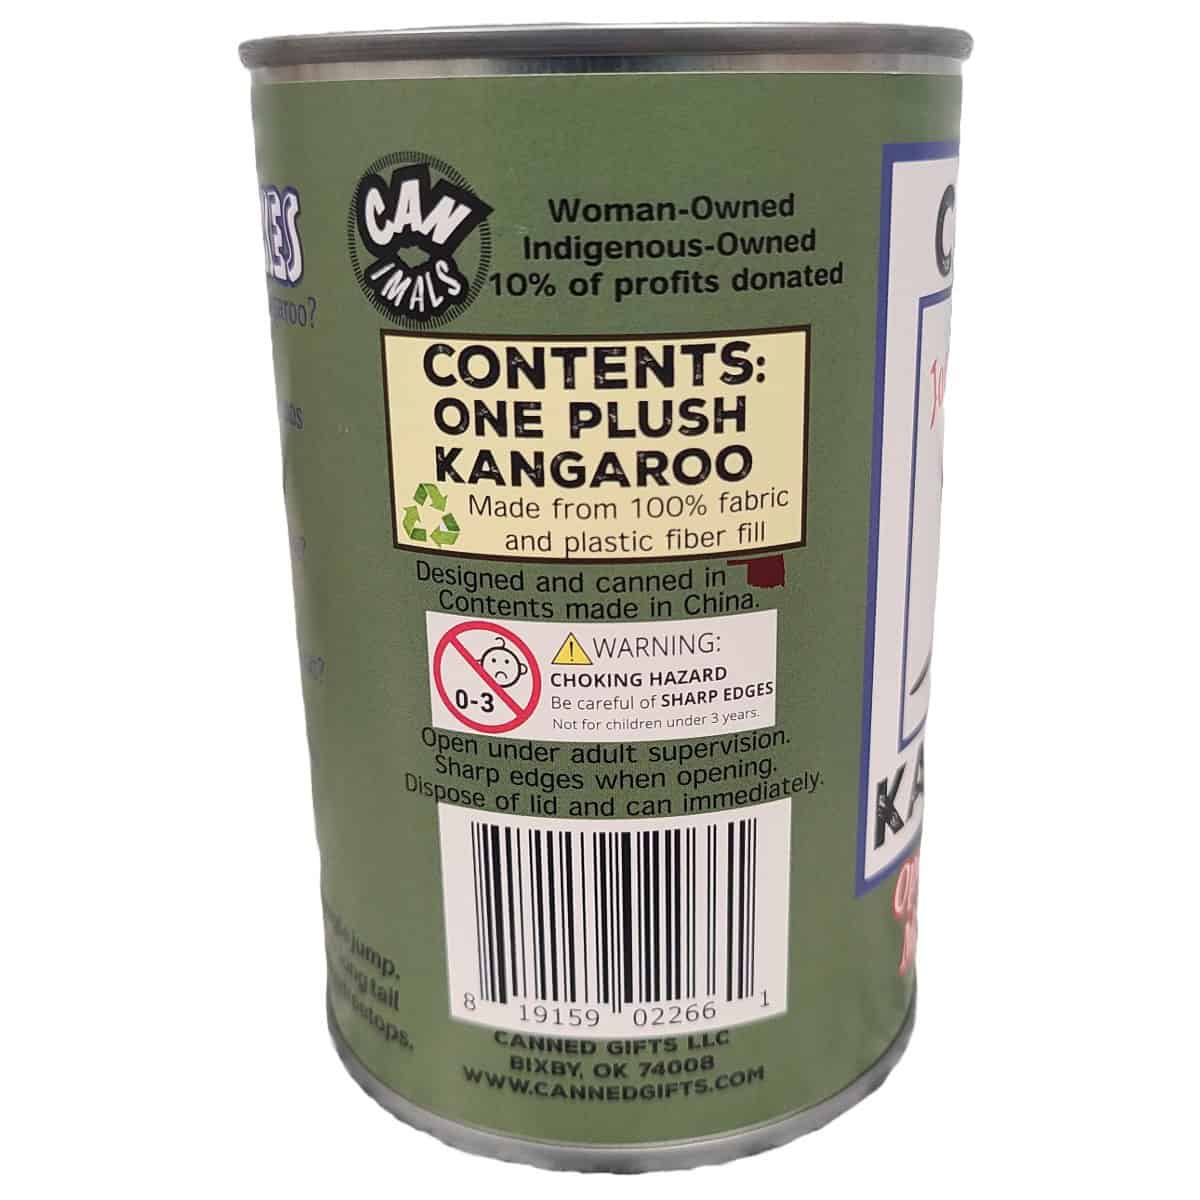 CAN
IMALS
Woman-Owned
Indigenous-Owned
10% of profits donated
CONTENTS:
ONE PLUSH
KANGAROO
Made from 100% fabric
and plastic fiber fill
Designed and canned in
Contents made in China.
0-3
WARNING:
CHOKING HAZARD
Be careful of SHARP EDGES
Not for children under 3 years.
Open under adult supervision.
Sharp edges when opening.
Dispose of lid and can immediately.
8 19159 02266 1
CANNED GIFTS LLC
BIXBY, OK 74008
WWW.CANNEDGIFTS.COM
jump.
tail